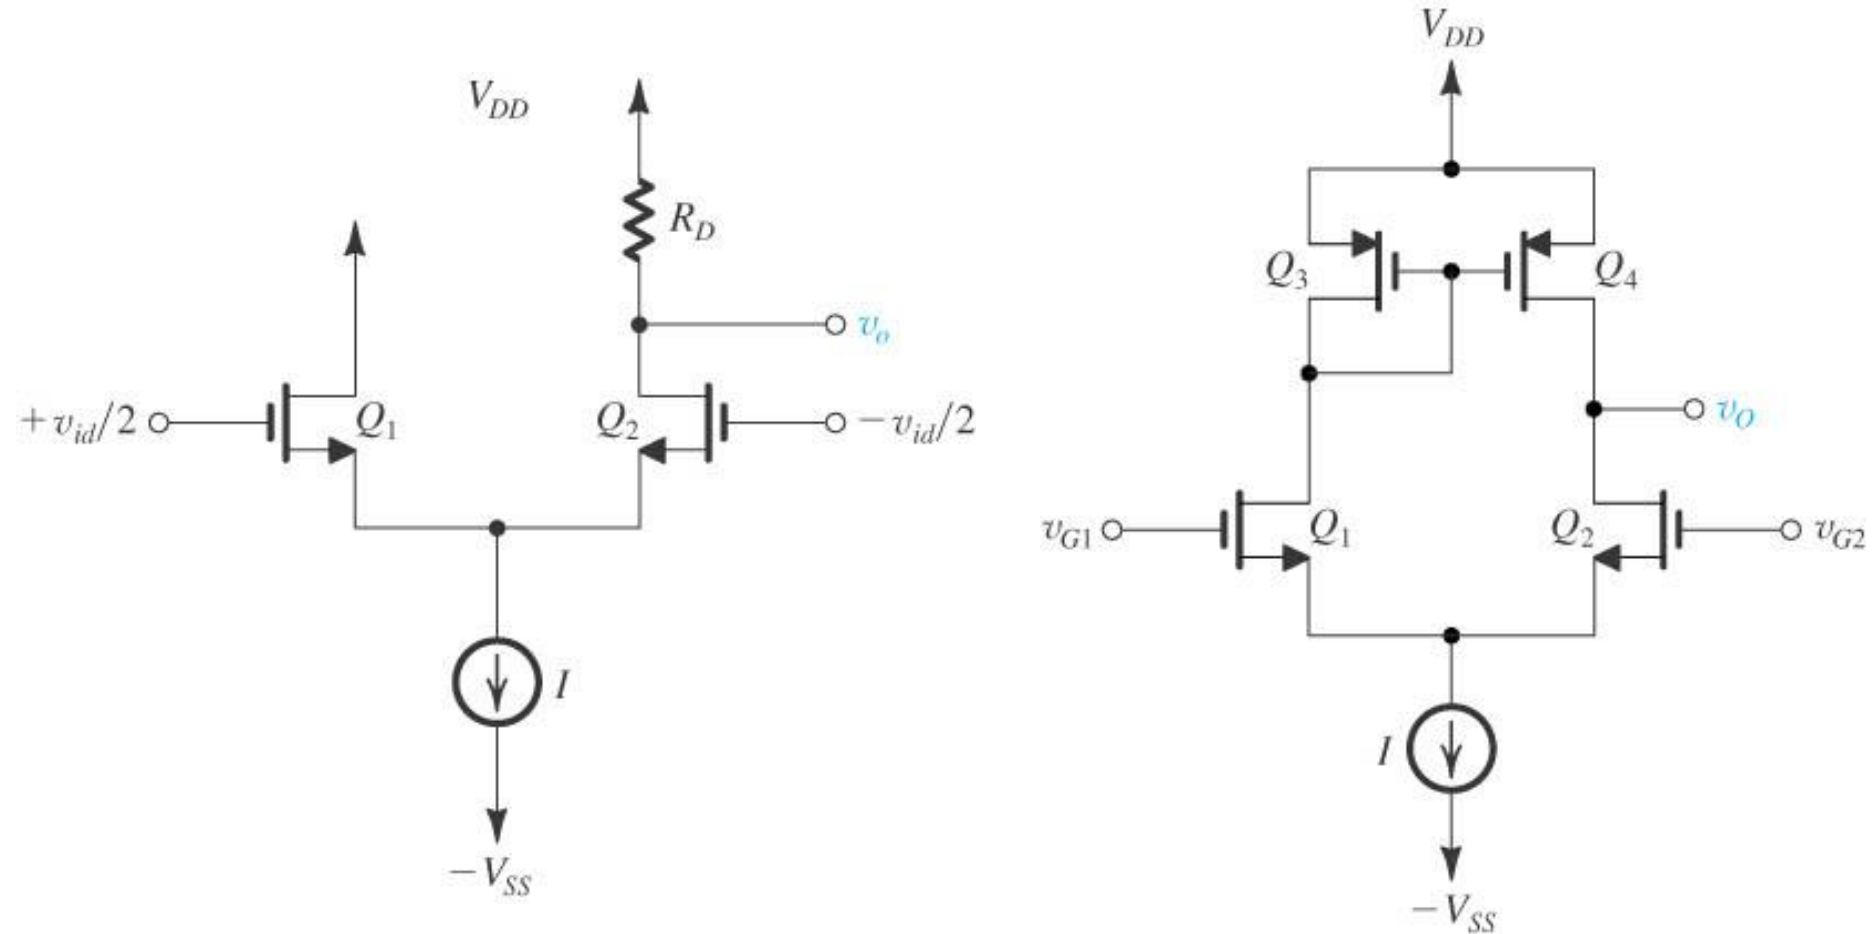 V_DD
R_D
v_o
+v_id/2
Q_1
Q_2
−v_id/2
I
−V_SS
V_DD
Q_3
Q_4
v_O
v_G1
Q_1
Q_2
v_G2
I
−V_SS